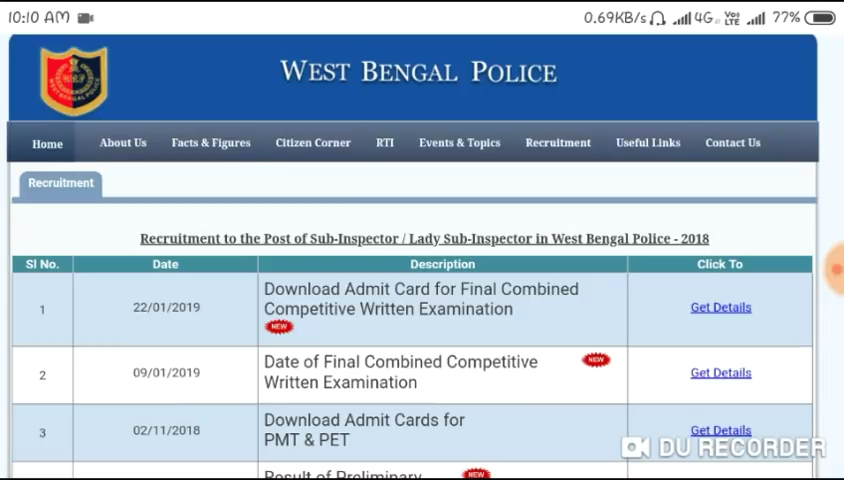 10:10 AM 0.69KB/s 4G Vo) LTE 77%
WEST BENGAL POLICE
Home About Us Facts & Figures Citizen Corner RTI Events & Topics Recruitment Useful Links Contact Us
Recruitment
Recruitment to the Post of Sub-Inspector / Lady Sub-Inspector in West Bengal Police - 2018
Sl No. Date Description Click To
1 22/01/2019 Download Admit Card for Final Combined Get Details
Competitive Written Examination
NEW
2 09/01/2019 Date of Final Combined Competitive NEW Get Details
Written Examination
3 02/11/2018 Download Admit Cards for Get Details
PMT & PET
DU RECORDER
Result of Preliminary NEW